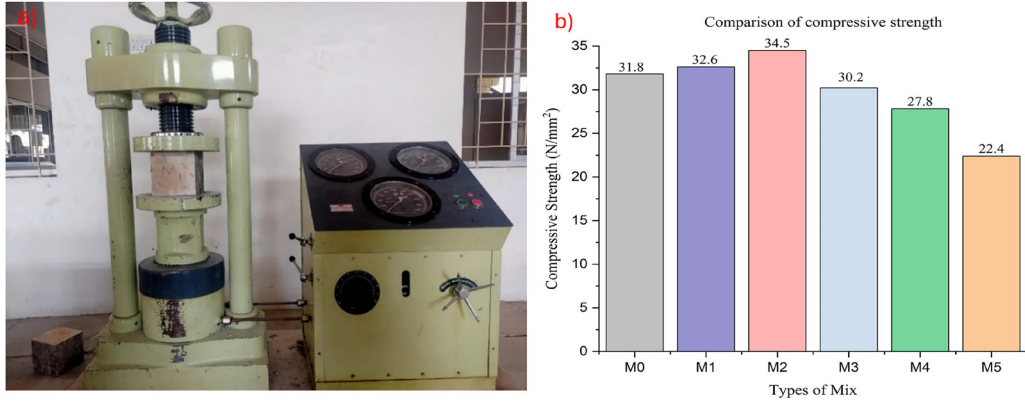 a)
b)
Comparison of compressive strength
Compressive Strength (N/mm²)
35
30
25
20
15
10
5
0
31.8
32.6
34.5
30.2
27.8
22.4
M0
M1
M2
M3
M4
M5
Types of Mix